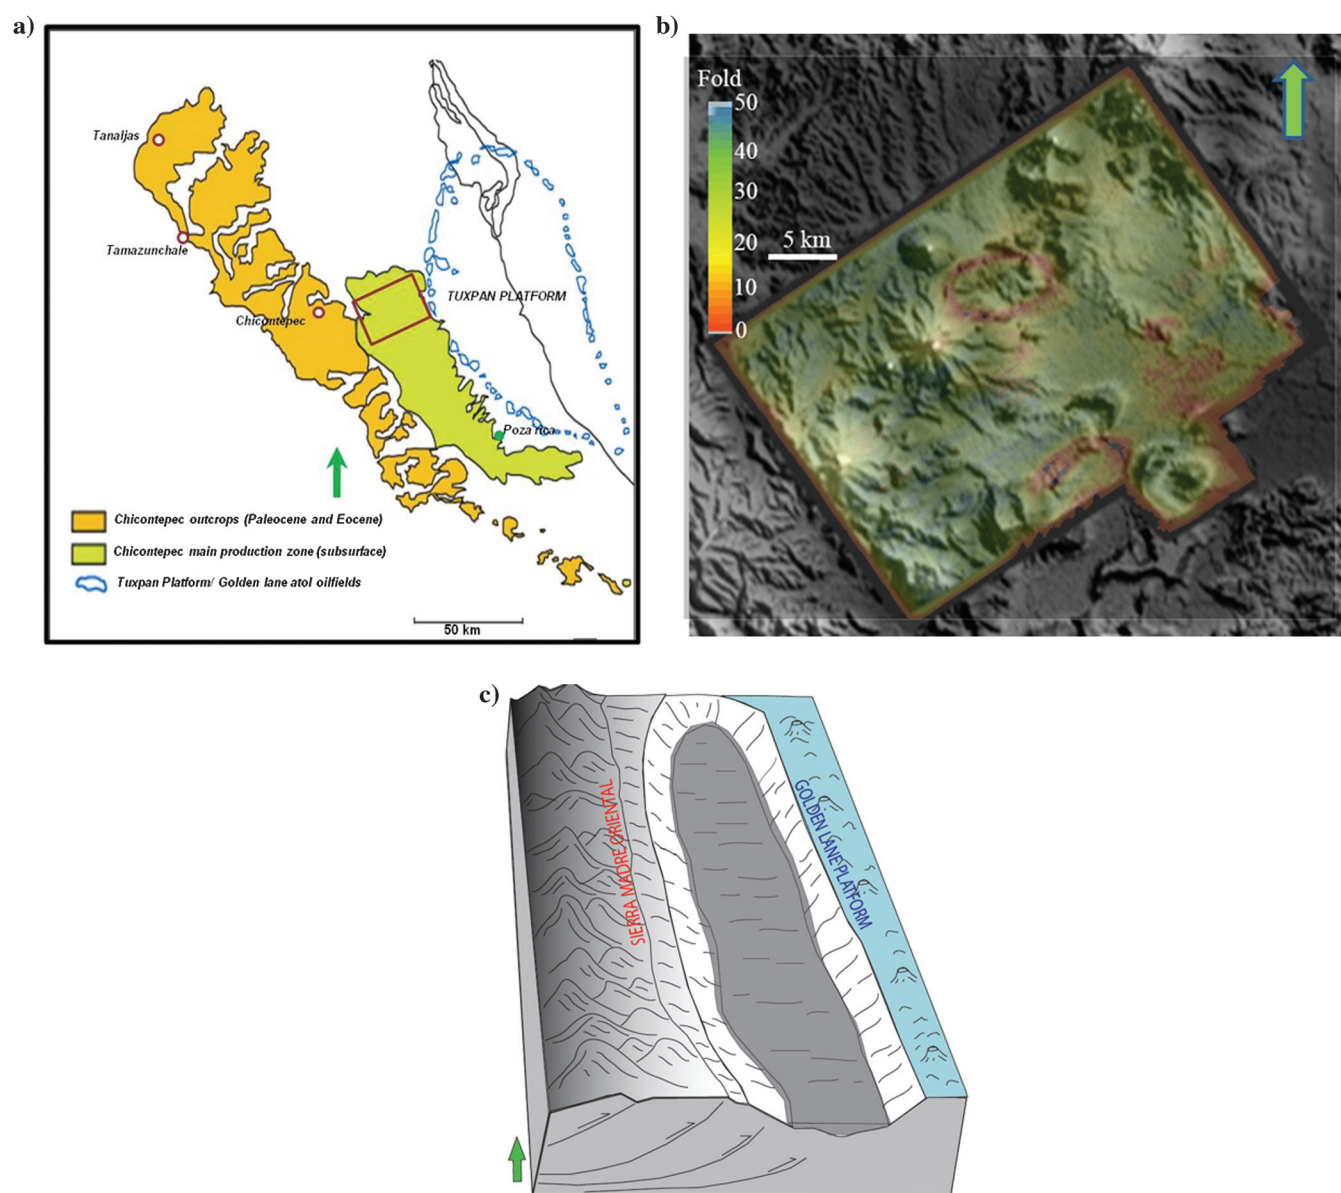 a)
Tanaljas
Tamazunchale
Chicontepec
TUXPAN PLATFORM
Poza rica
Chicontepec outcrops (Paleocene and Eocene)
Chicontepec main production zone (subsurface)
Tuxpan Platform/ Golden lane atol oilfields
50 km
b)
Fold
50
40
30
20
10
0
5 km
c)
SIERRA MADRE ORIENTAL
GOLDEN LANE PLATFORM